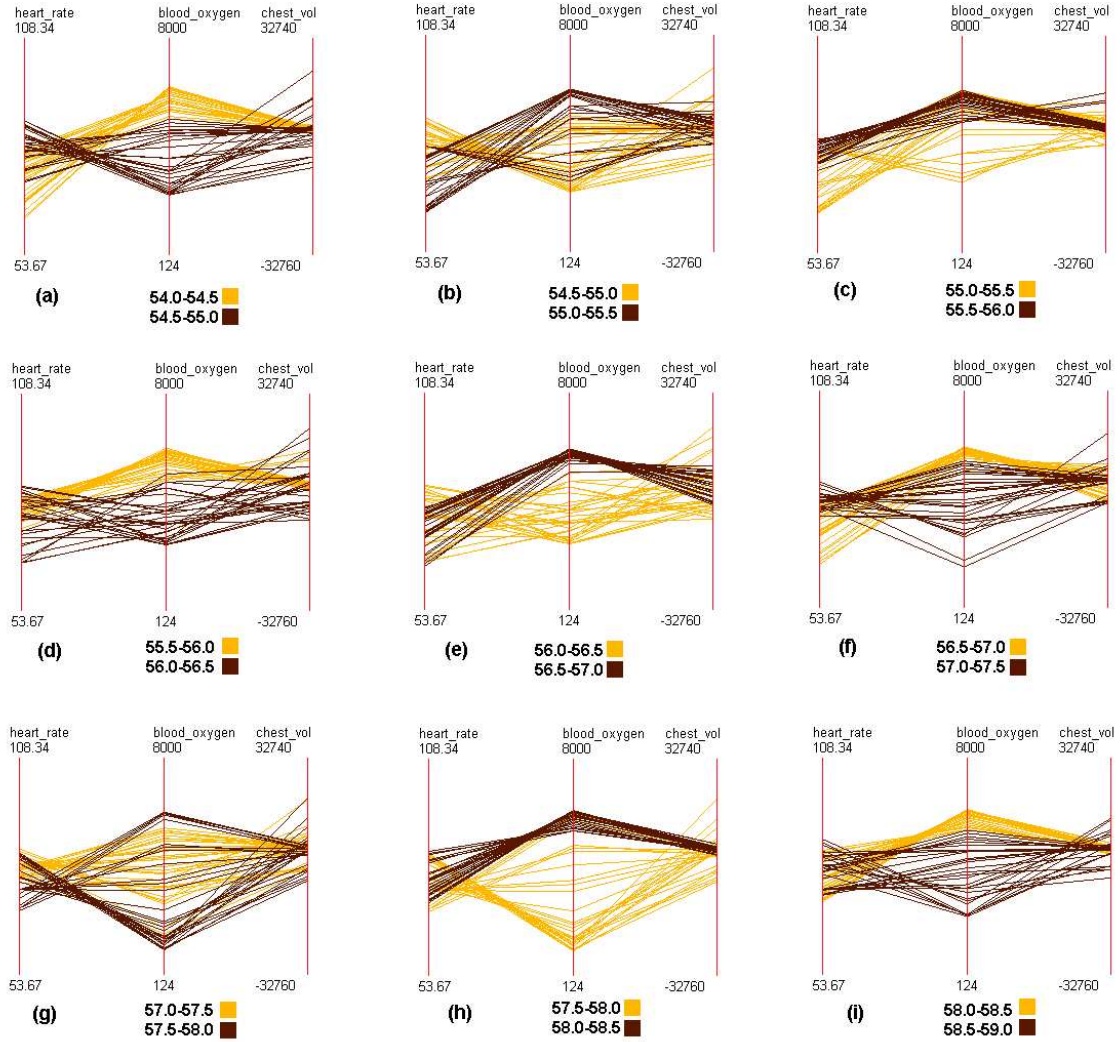 heart_rate blood_oxygen chest_vol
108.34 8000 32740
53.67 124 -32760
(a) 54.0-54.5
54.5-55.0
heart_rate blood_oxygen chest_vol
108.34 8000 32740
53.67 124 -32760
(b) 54.5-55.0
55.0-55.5
heart_rate blood_oxygen chest_vol
108.34 8000 32740
53.67 124 -32760
(c) 55.0-55.5
55.5-56.0
heart_rate blood_oxygen chest_vol
108.34 8000 32740
53.67 124 -32760
(d) 55.5-56.0
56.0-56.5
heart_rate blood_oxygen chest_vol
108.34 8000 32740
53.67 124 -32760
(e) 56.0-56.5
56.5-57.0
heart_rate blood_oxygen chest_vol
108.34 8000 32740
53.67 124 -32760
(f) 56.5-57.0
57.0-57.5
heart_rate blood_oxygen chest_vol
108.34 8000 32740
53.67 124 -32760
(g) 57.0-57.5
57.5-58.0
heart_rate blood_oxygen chest_vol
108.34 8000 32740
53.67 124 -32760
(h) 57.5-58.0
58.0-58.5
heart_rate blood_oxygen chest_vol
108.34 8000 32740
53.67 124 -32760
(i) 58.0-58.5
58.5-59.0